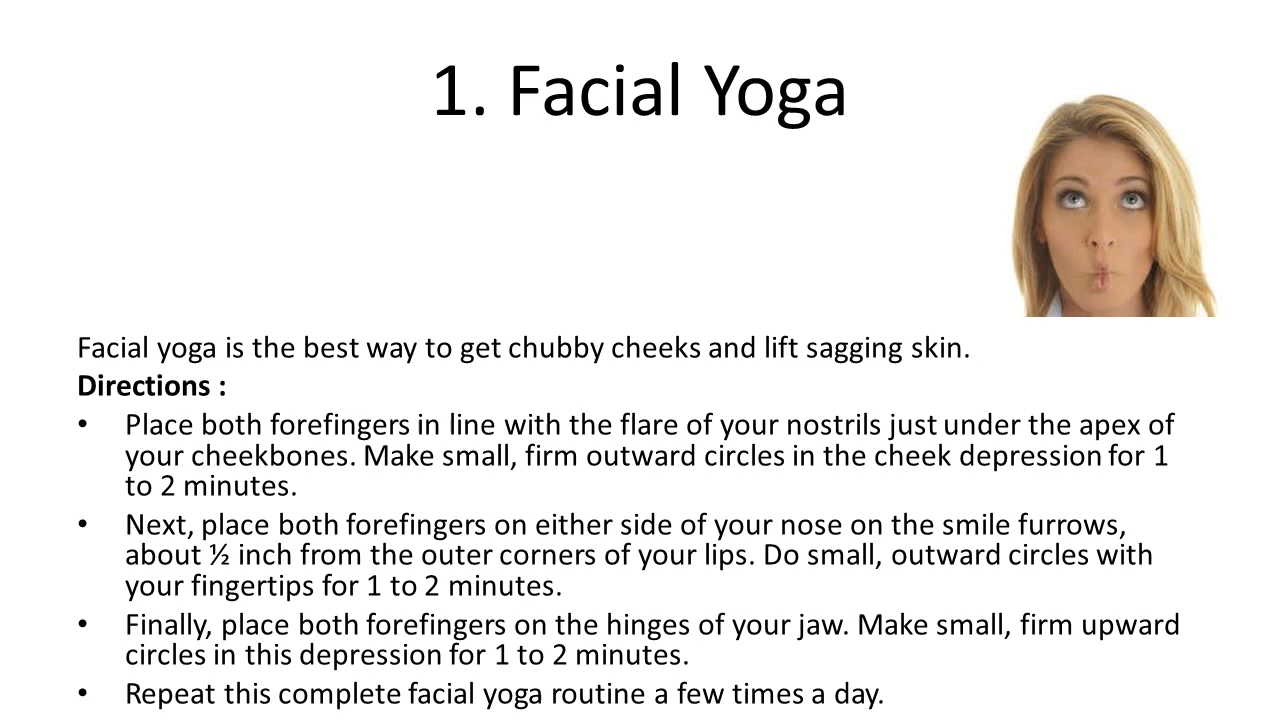 1. Facial Yoga
Facial yoga is the best way to get chubby cheeks and lift sagging skin.
Directions :
• Place both forefingers in line with the flare of your nostrils just under the apex of
your cheekbones. Make small, firm outward circles in the cheek depression for 1
to 2 minutes.
• Next, place both forefingers on either side of your nose on the smile furrows,
about ½ inch from the outer corners of your lips. Do small, outward circles with
your fingertips for 1 to 2 minutes.
• Finally, place both forefingers on the hinges of your jaw. Make small, firm upward
circles in this depression for 1 to 2 minutes.
• Repeat this complete facial yoga routine a few times a day.